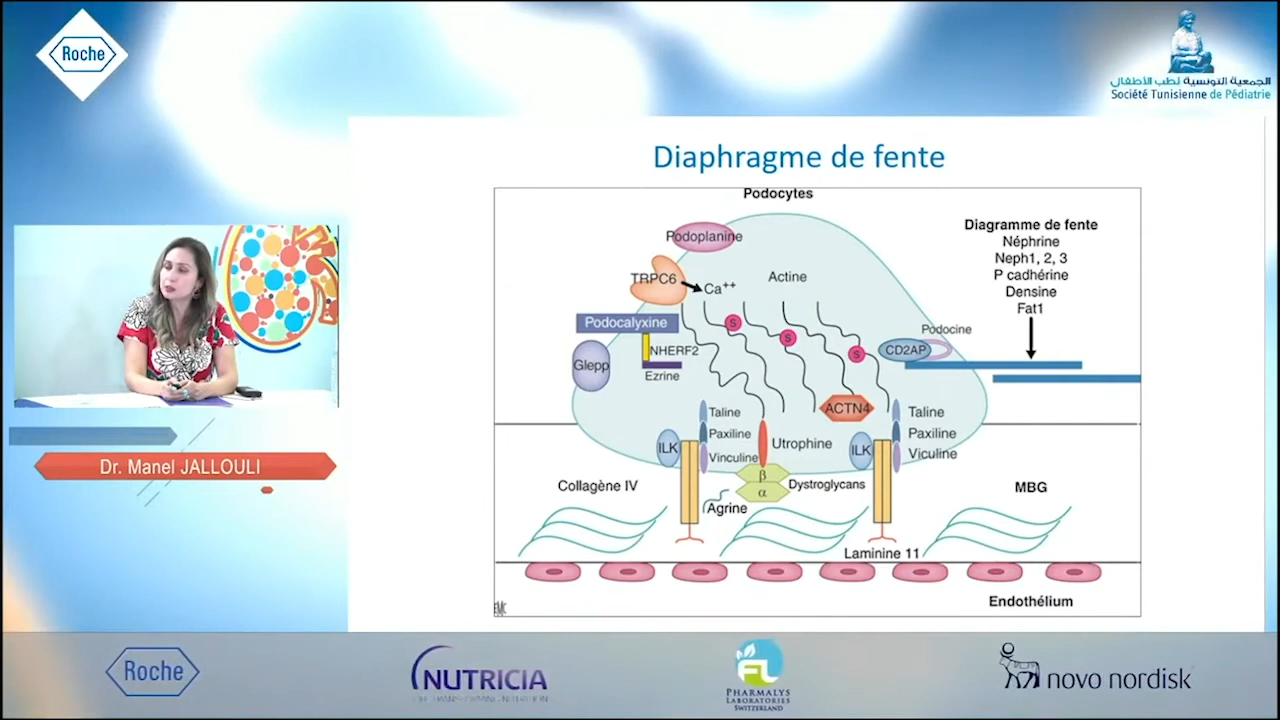 Roche
الجمعية التونسية لطب الأطفال
Société Tunisienne de Pédiatrie
Diaphragme de fente
Podocytes
Podoplanine
Diagramme de fente
Néphrine
Neph1, 2, 3
P cadhérine
Densine
Fat1
TRPC6
Ca++
Actine
Podocalyxine
S
S
S
Podocine
CD2AP
NHERF2
Glepp
Ezrine
ACTN4
Taline
Paxiline
Vinculine
ILK
Utrophine
ILK
Taline
Paxiline
Viculine
β
α
Dystroglycans
Collagène IV
Agrine
MBG
Laminine 11
Endothélium
EMC
Dr. Manel JALLOULI
Roche
NUTRICIA
PHARMALYS
LABORATORIES
SWITZERLAND
novo nordisk